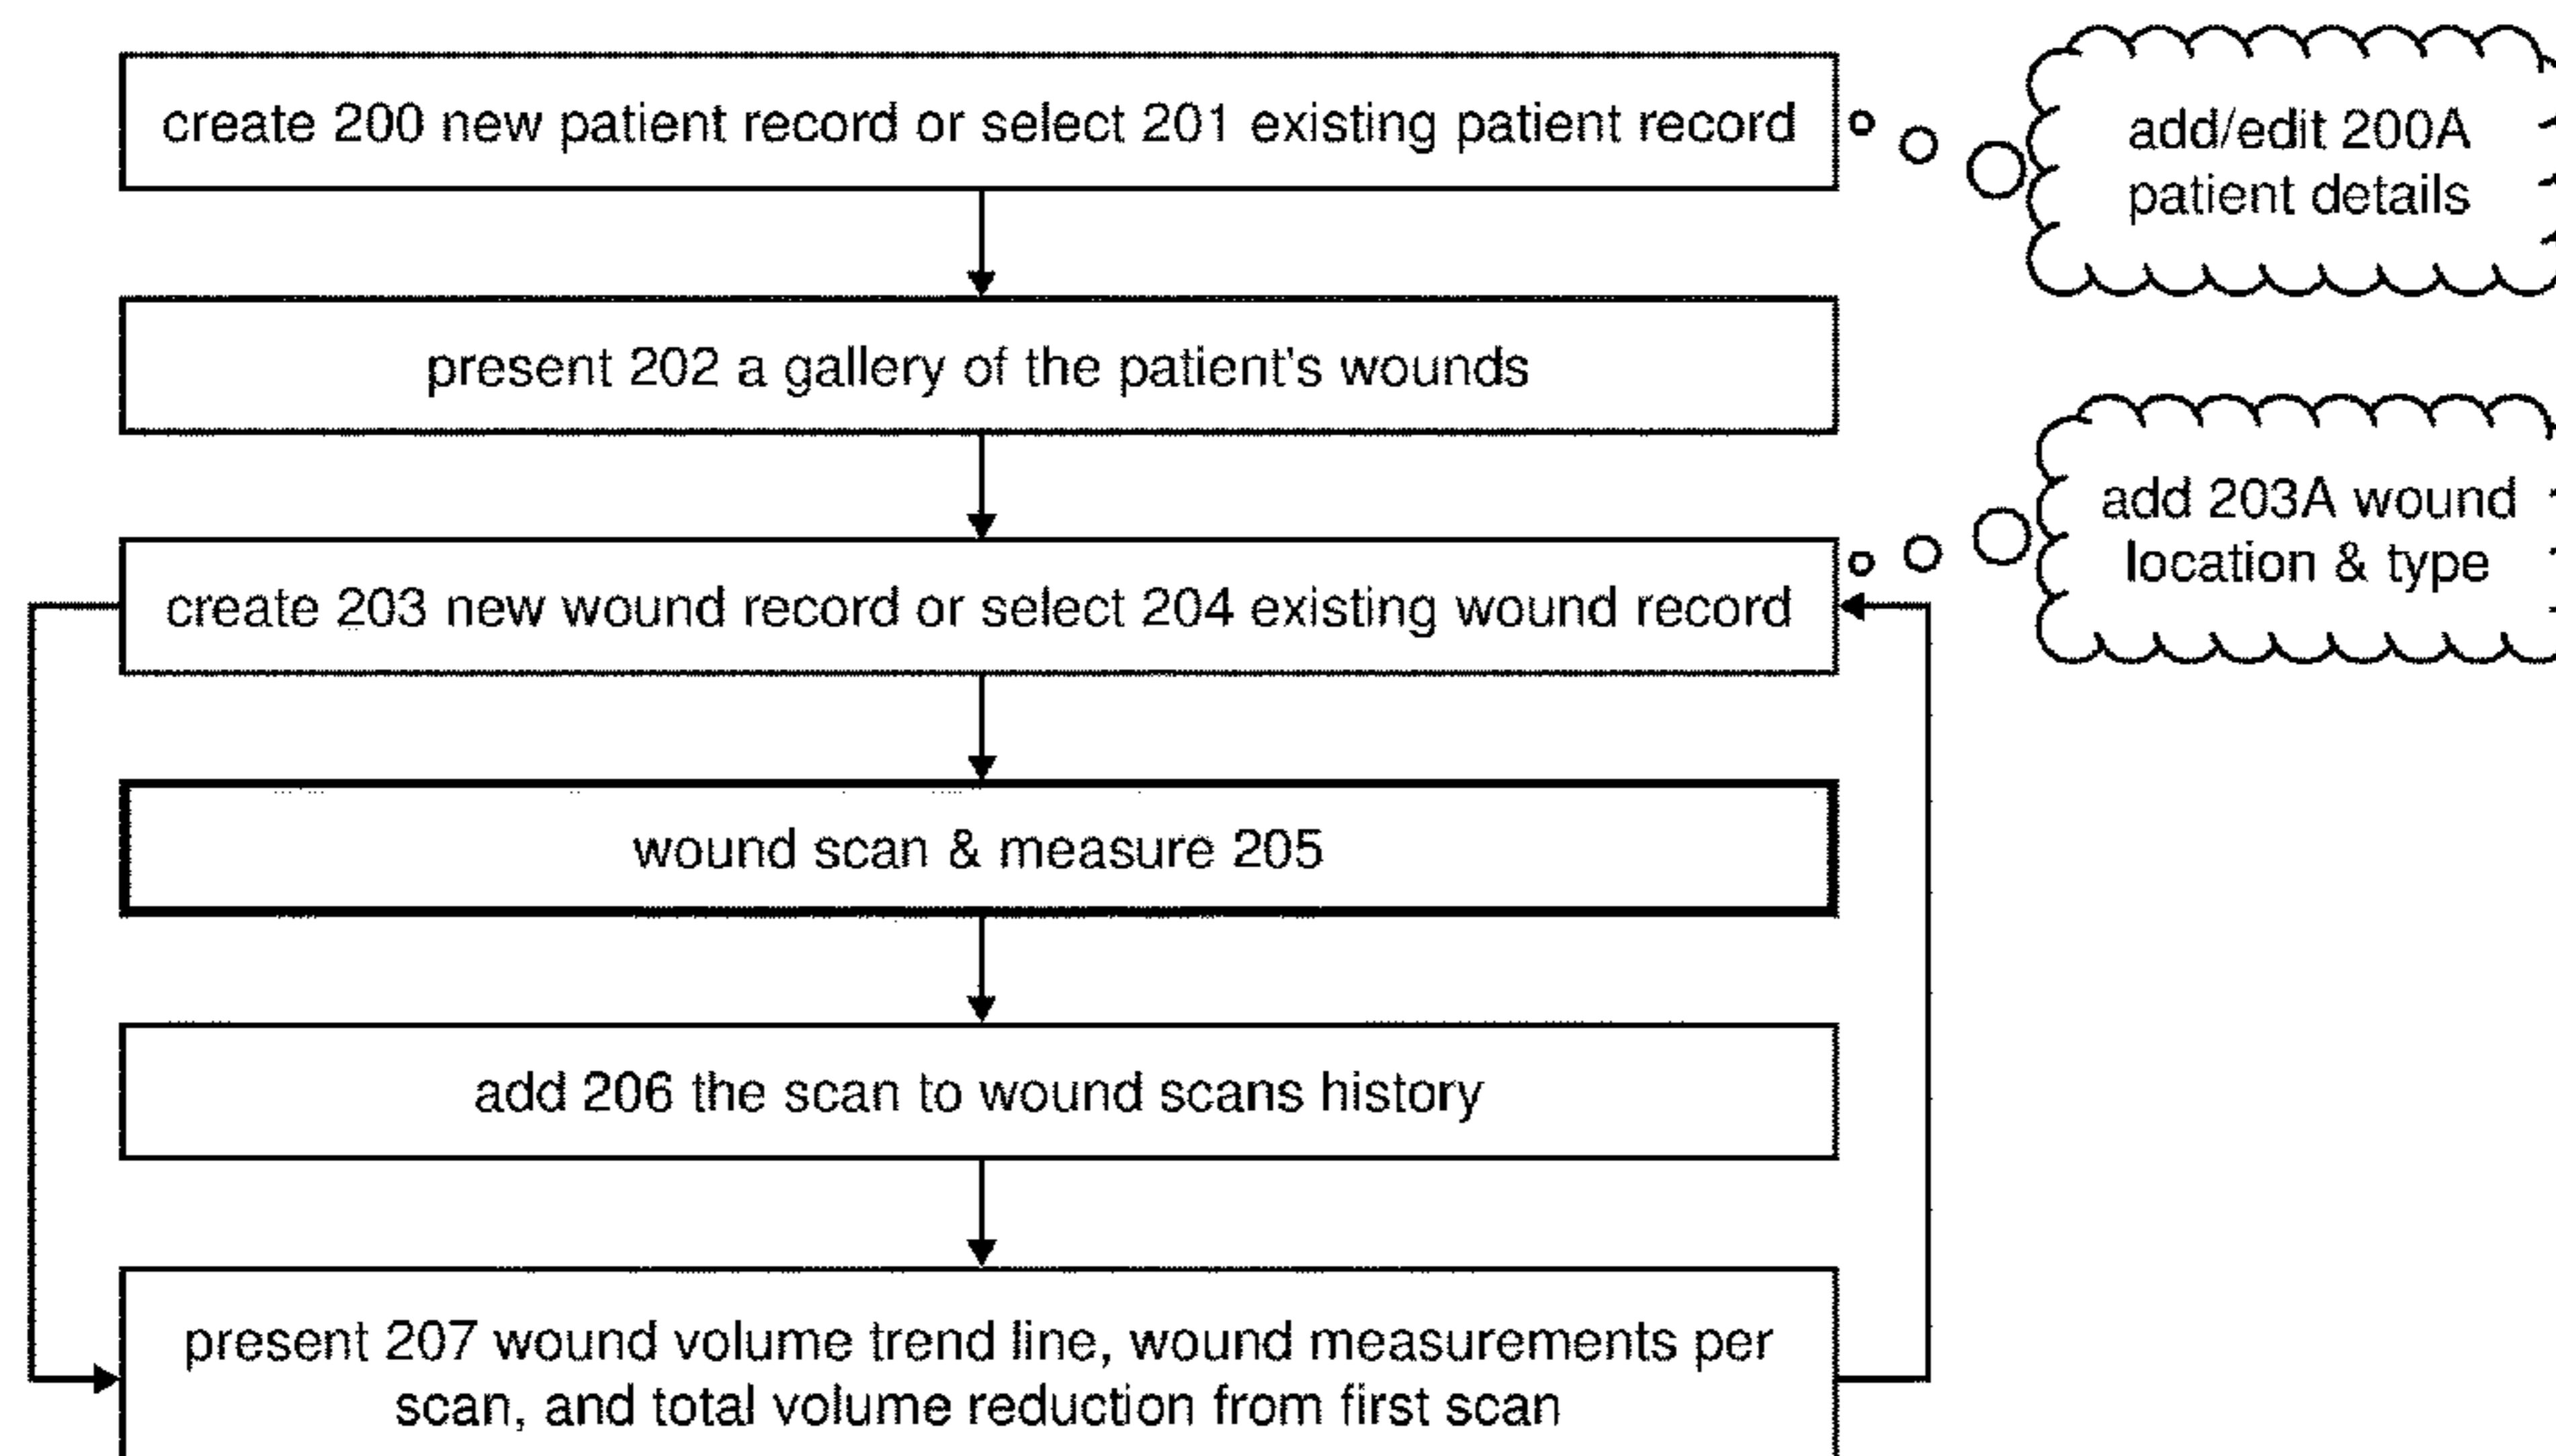 create 200 new patient record or select 201 existing patient record
add/edit 200A
patient details
present 202 a gallery of the patient's wounds
add 203A wound
location & type
create 203 new wound record or select 204 existing wound record
wound scan & measure 205
add 206 the scan to wound scans history
present 207 wound volume trend line, wound measurements per
scan, and total volume reduction from first scan